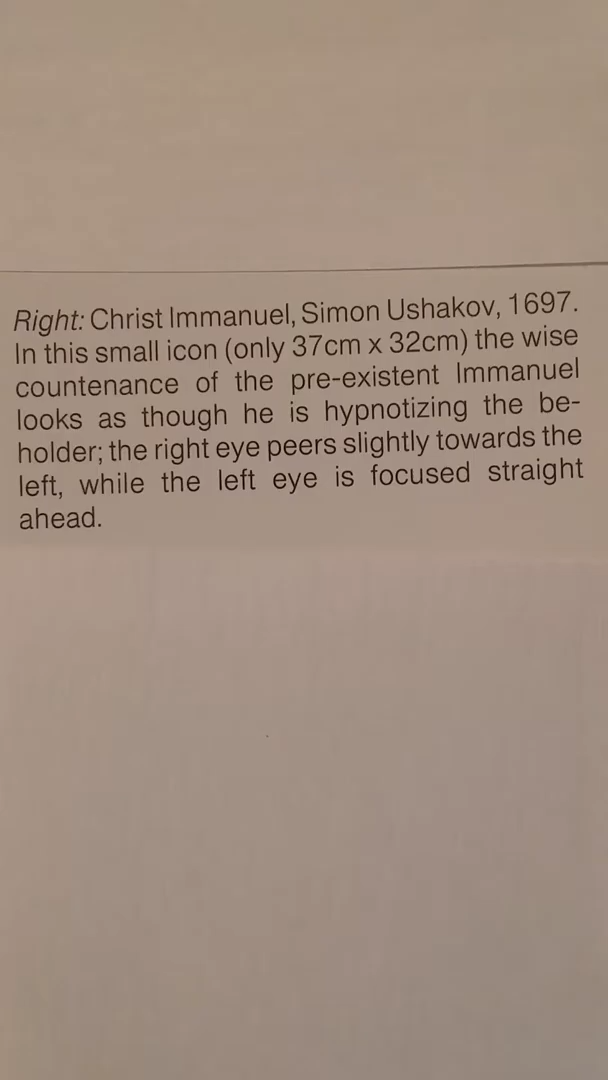 Right: Christ Immanuel, Simon Ushakov, 1697.
In this small icon (only 37cm x 32cm) the wise
countenance of the pre-existent Immanuel
looks as though he is hypnotizing the be-
holder; the right eye peers slightly towards the
left, while the left eye is focused straight
ahead.